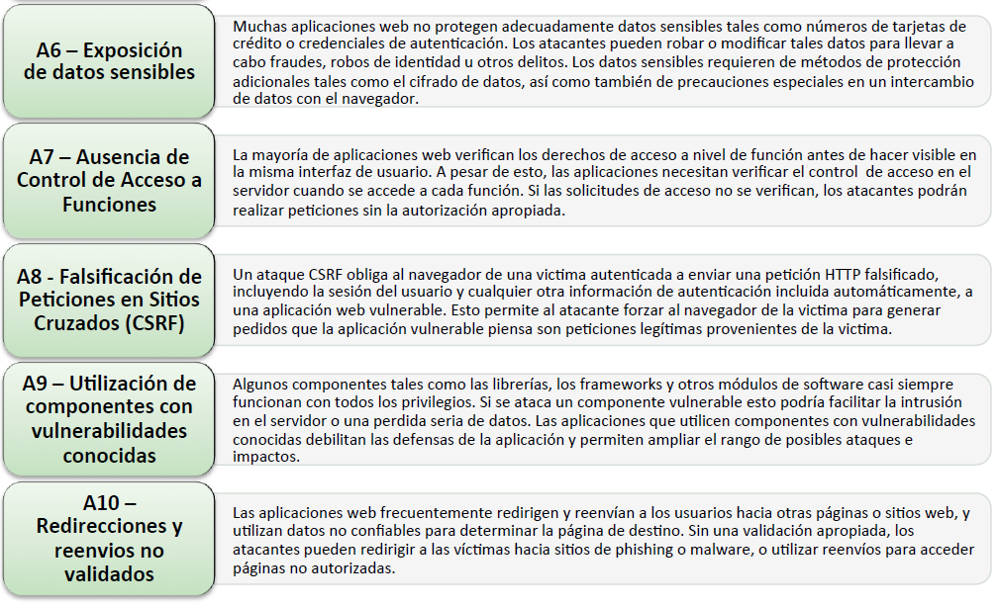 A6 – Exposición
de datos sensibles
Muchas aplicaciones web no protegen adecuadamente datos sensibles tales como números de tarjetas de
crédito o credenciales de autenticación. Los atacantes pueden robar o modificar tales datos para llevar a
cabo fraudes, robos de identidad u otros delitos. Los datos sensibles requieren de métodos de protección
adicionales tales como el cifrado de datos, así como también de precauciones especiales en un intercambio
de datos con el navegador.
A7 – Ausencia de
Control de Acceso a
Funciones
La mayoría de aplicaciones web verifican los derechos de acceso a nivel de función antes de hacer visible en
la misma interfaz de usuario. A pesar de esto, las aplicaciones necesitan verificar el control de acceso en el
servidor cuando se accede a cada función. Si las solicitudes de acceso no se verifican, los atacantes podrán
realizar peticiones sin la autorización apropiada.
A8 - Falsificación de
Peticiones en Sitios
Cruzados (CSRF)
Un ataque CSRF obliga al navegador de una victima autenticada a enviar una petición HTTP falsificado,
incluyendo la sesión del usuario y cualquier otra información de autenticación incluida automáticamente, a
una aplicación web vulnerable. Esto permite al atacante forzar al navegador de la victima para generar
pedidos que la aplicación vulnerable piensa son peticiones legítimas provenientes de la victima.
A9 – Utilización de
componentes con
vulnerabilidades
conocidas
Algunos componentes tales como las librerías, los frameworks y otros módulos de software casi siempre
funcionan con todos los privilegios. Si se ataca un componente vulnerable esto podría facilitar la intrusión
en el servidor o una perdida seria de datos. Las aplicaciones que utilicen componentes con vulnerabilidades
conocidas debilitan las defensas de la aplicación y permiten ampliar el rango de posibles ataques e
impactos.
A10 –
Redirecciones y
reenvios no
validados
Las aplicaciones web frecuentemente redirigen y reenvían a los usuarios hacia otras páginas o sitios web, y
utilizan datos no confiables para determinar la página de destino. Sin una validación apropiada, los
atacantes pueden redirigir a las víctimas hacia sitios de phishing o malware, o utilizar reenvíos para acceder
páginas no autorizadas.